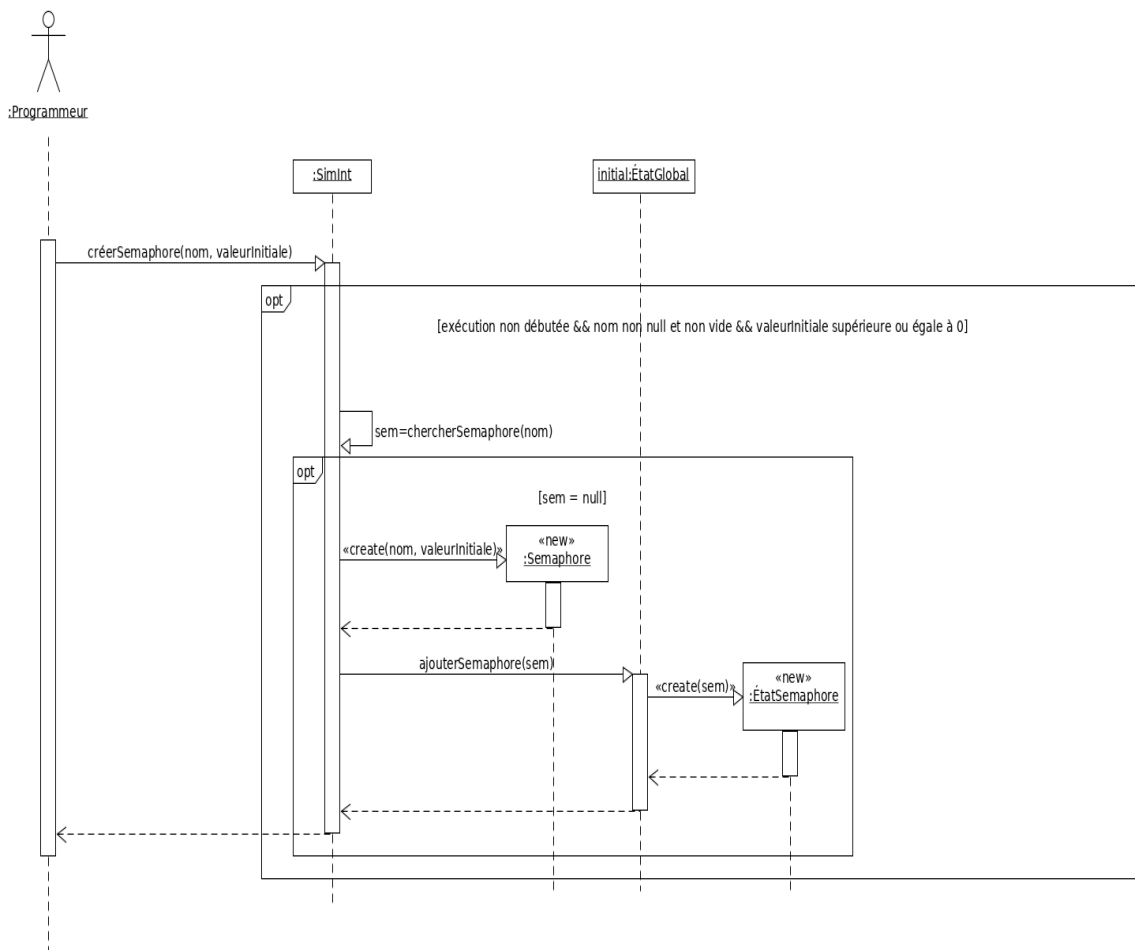 :Programmeur
:SimInt
initial:ÉtatGlobal
créerSemaphore(nom, valeurInitiale)
opt
[exécution non débutée && nom non null et non vide && valeurInitiale supérieure ou égale à 0]
sem=chercherSemaphore(nom)
opt
[sem = null]
«create(nom, valeurInitiale)»
«new»
:Semaphore
ajouterSemaphore(sem)
«create(sem)»
«new»
:ÉtatSemaphore